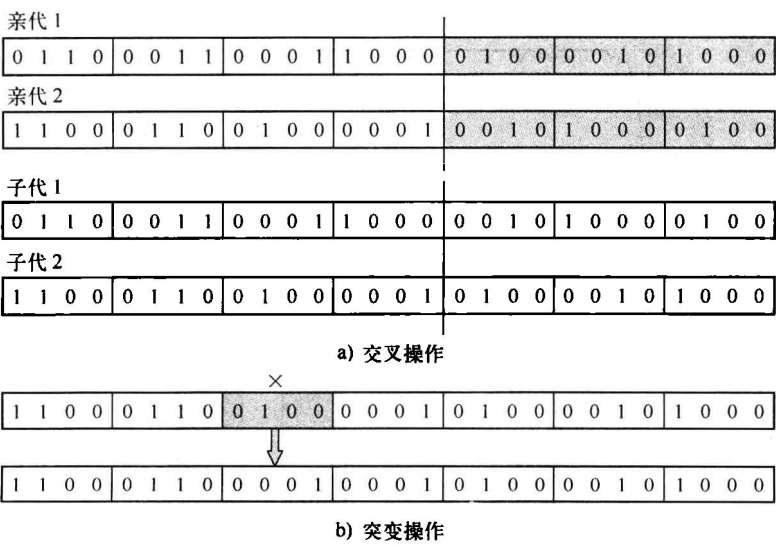 亲代 1
0 1 1 0 0 0 1 1 0 0 0 1 1 0 0 0 0 1 0 0 0 0 1 0 1 0 0 0
亲代 2
1 1 0 0 0 1 1 0 0 1 0 0 0 0 0 1 0 0 1 0 1 0 0 0 0 1 0 0
子代 1
0 1 1 0 0 0 1 1 0 0 0 1 1 0 0 0 0 0 1 0 1 0 0 0 0 1 0 0
子代 2
1 1 0 0 0 1 1 0 0 1 0 0 0 0 0 1 0 1 0 0 0 0 1 0 1 0 0 0
a) 交叉操作
×
1 1 0 0 0 1 1 0 0 1 0 0 0 0 0 1 0 1 0 0 0 0 1 0 1 0 0 0
1 1 0 0 0 1 1 0 0 0 0 1 0 0 0 1 0 1 0 0 0 0 1 0 1 0 0 0
b) 突变操作